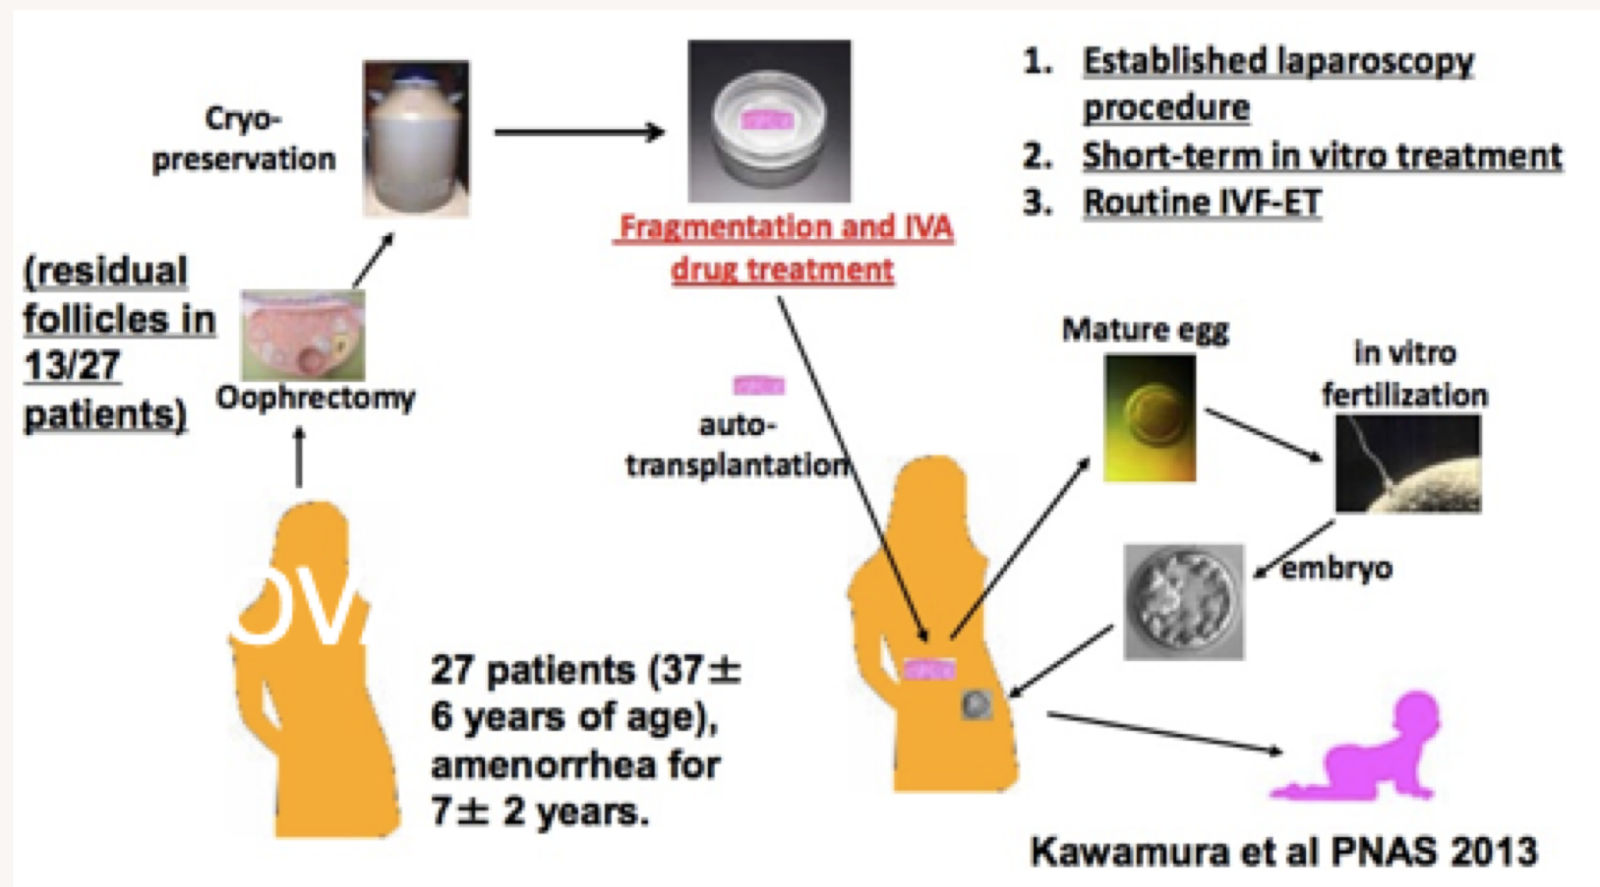 Cryo-
preservation
1. Established laparoscopy
procedure
2. Short-term in vitro treatment
3. Routine IVF-ET
Fragmentation and IVA
drug treatment
(residual
follicles in
13/27
patients)
Oophrectomy
Mature egg
in vitro
fertilization
auto-
transplantation
embryo
OV
27 patients (37±
6 years of age),
amenorrhea for
7± 2 years.
Kawamura et al PNAS 2013